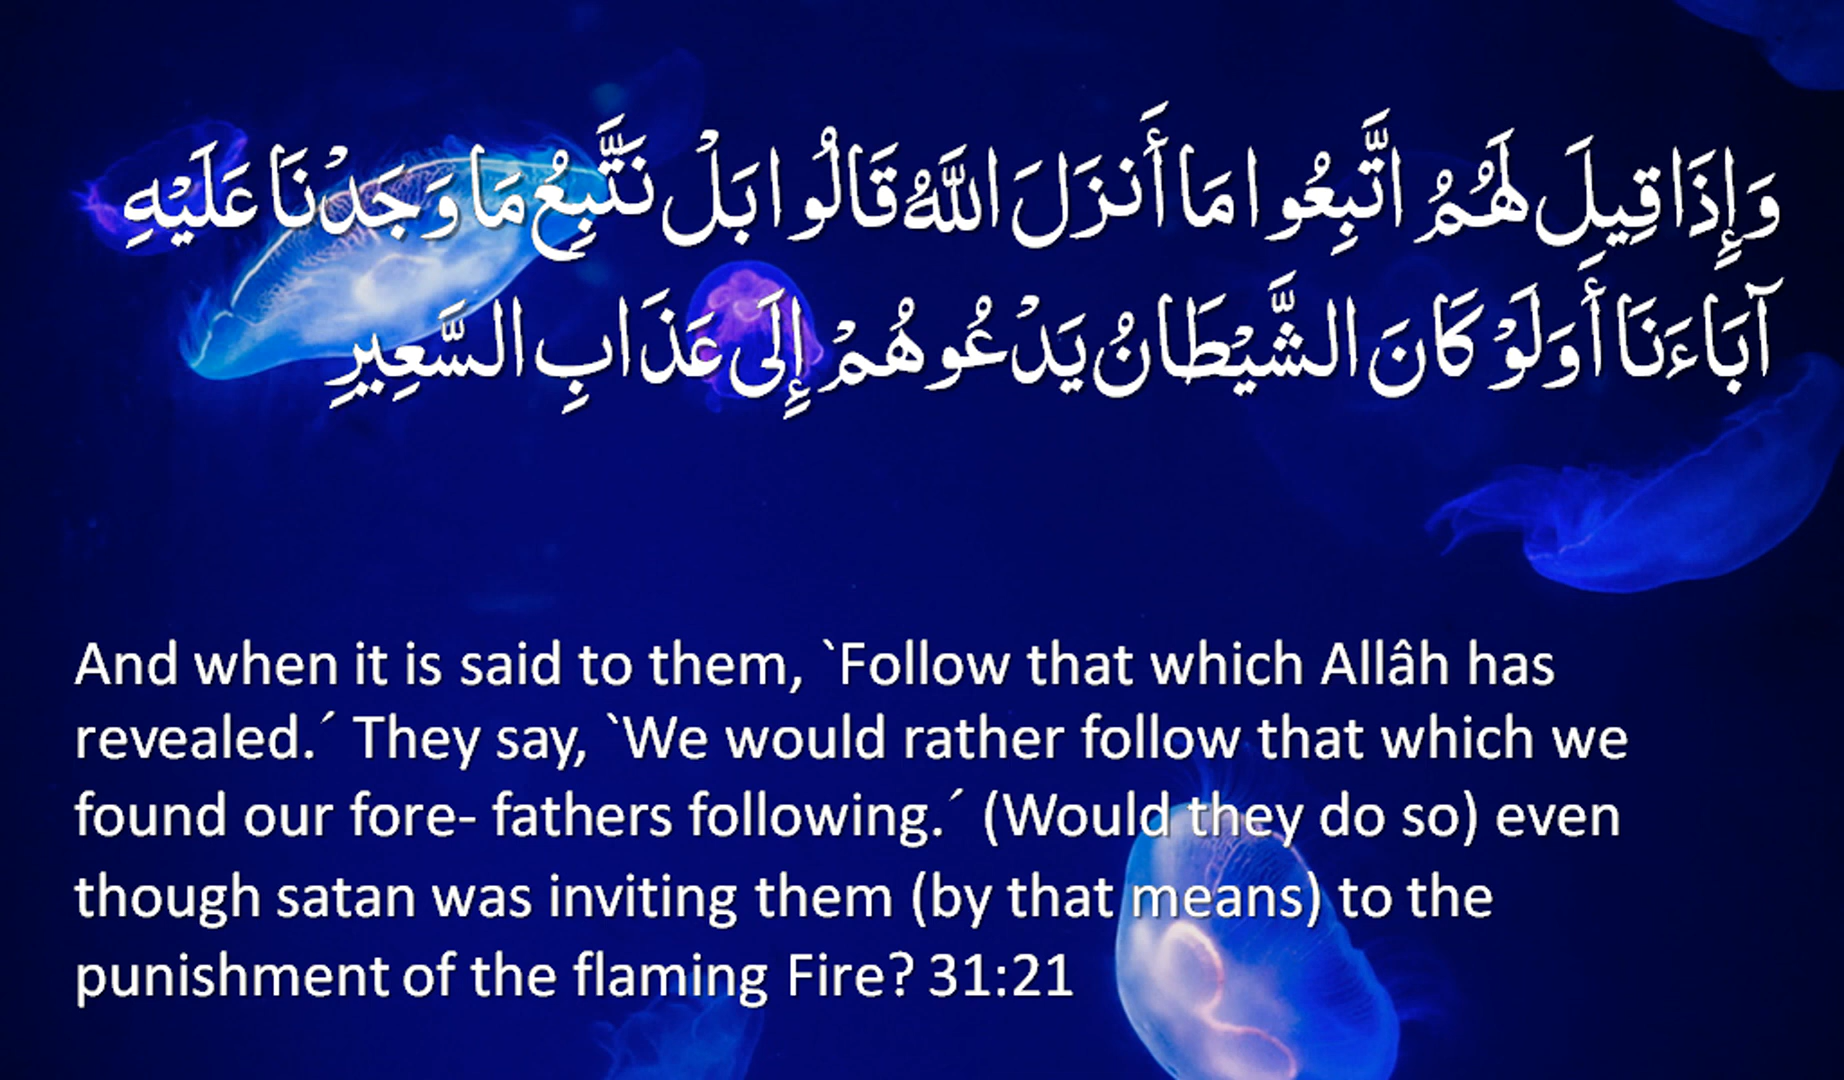 وَإِذَا قِيلَ لَهُمُ اتَّبِعُوا مَا أَنزَلَ اللَّهُ قَالُوا بَلْ نَتَّبِعُ مَا وَجَدْنَا عَلَيْهِ
آبَاءَنَا أَوَلَوْ كَانَ الشَّيْطَانُ يَدْعُوهُمْ إِلَى عَذَابِ السَّعِيرِ
And when it is said to them, `Follow that which Allâh has
revealed.´ They say, `We would rather follow that which we
found our fore- fathers following.´ (Would they do so) even
though satan was inviting them (by that means) to the
punishment of the flaming Fire? 31:21